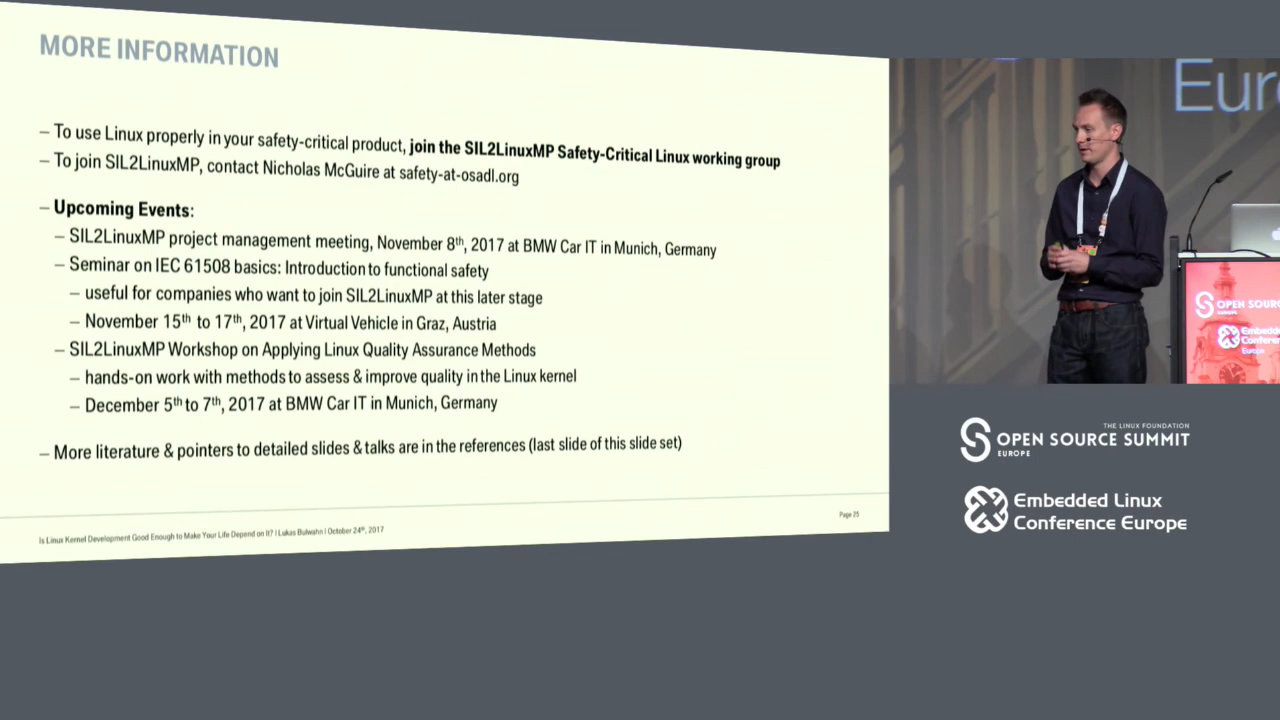 MORE INFORMATION
– To use Linux properly in your safety-critical product, join the SIL2LinuxMP Safety-Critical Linux working group
– To join SIL2LinuxMP, contact Nicholas McGuire at safety-at-osadl.org
– Upcoming Events:
– SIL2LinuxMP project management meeting, November 8th, 2017 at BMW Car IT in Munich, Germany
– Seminar on IEC 61508 basics: Introduction to functional safety
– useful for companies who want to join SIL2LinuxMP at this later stage
– November 15th to 17th, 2017 at Virtual Vehicle in Graz, Austria
– SIL2LinuxMP Workshop on Applying Linux Quality Assurance Methods
– hands-on work with methods to assess & improve quality in the Linux kernel
– December 5th to 7th, 2017 at BMW Car IT in Munich, Germany
– More literature & pointers to detailed slides & talks are in the references (last slide of this slide set)
Is Linux Kernel Development Good Enough to Make Your Life Depend on It? | Lukas Bulwahn | October 24th, 2017
Page 25
Euro
OPEN SOURC
EUROPE
Embedde
Conferen
Europe
THE LINUX FOUNDATION
OPEN SOURCE SUMMIT
EUROPE
Embedded Linux
Conference Europe